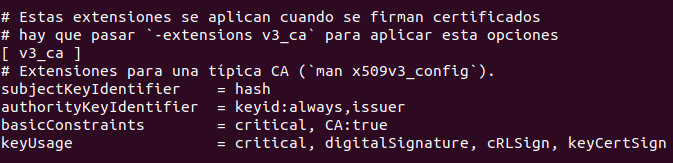 # Estas extensiones se aplican cuando se firman certificados
# hay que pasar `-extensions v3_ca` para aplicar esta opciones
[ v3_ca ]
# Extensiones para una típica CA (`man x509v3_config`).
subjectKeyIdentifier    = hash
authorityKeyIdentifier  = keyid:always,issuer
basicConstraints        = critical, CA:true
keyUsage                = critical, digitalSignature, cRLSign, keyCertSign